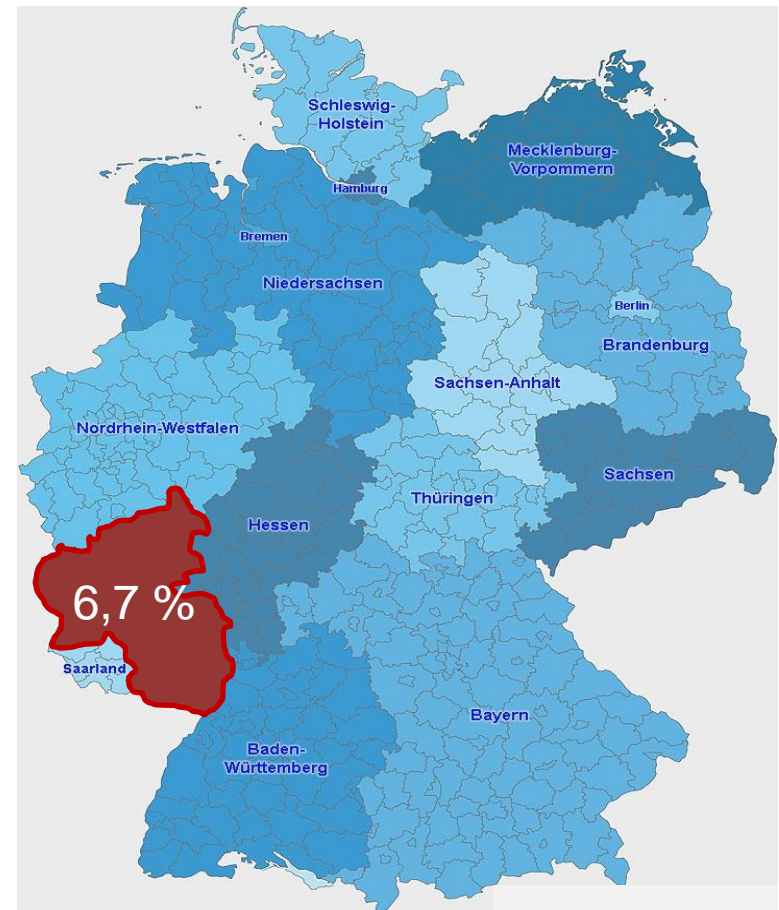 Schleswig-
Holstein
Mecklenburg-
Vorpommern
Hamburg
Bremen
Niedersachsen
Berlin
Brandenburg
Sachsen-Anhalt
Nordrhein-Westfalen
Sachsen
Thüringen
Hessen
6,7 %
Saarland
Bayern
Baden-
Württemberg